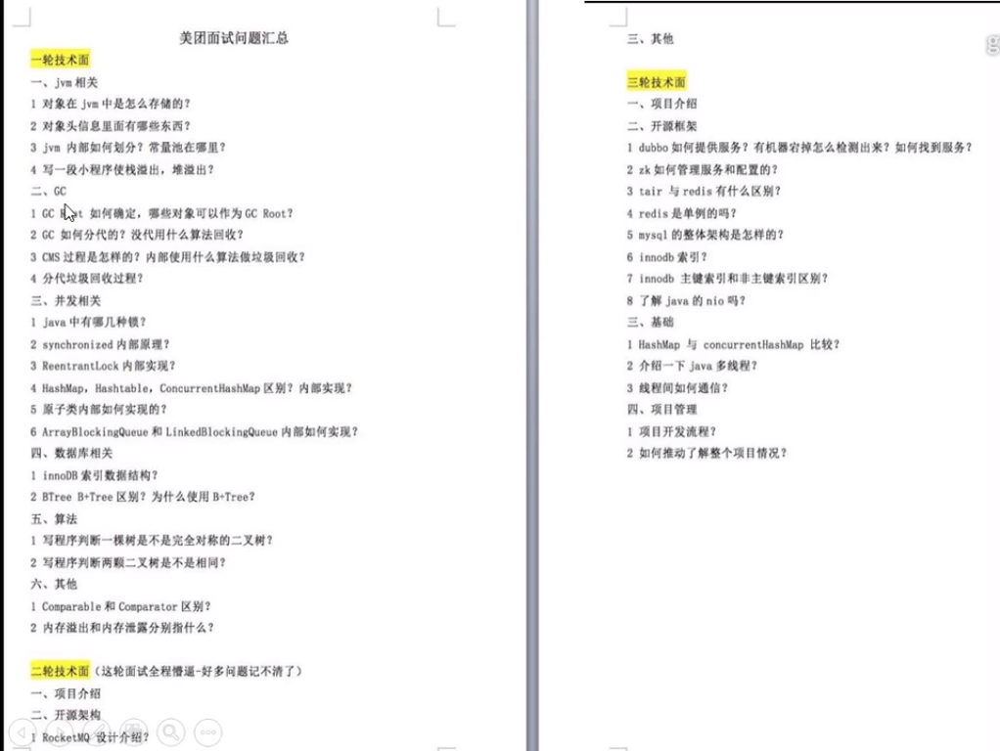 美团面试问题汇总
一轮技术面
一、jvm 相关
1 对象在 jvm 中是怎么存储的?
2 对象头信息里面有哪些东西?
3 jvm 内部如何划分? 常量池在哪里?
4 写一段小程序使栈溢出，堆溢出?
二、GC
1 GC 如何确定，哪些对象可以作为 GC Root?
2 GC 如何分代的? 没代用什么算法回收?
3 CMS 过程是怎样的? 内部使用什么算法做垃圾回收?
4 分代垃圾回收过程?
三、并发相关
1 java 中有哪几种锁?
2 synchronized 内部原理?
3 ReentrantLock 内部实现?
4 HashMap, Hashtable, ConcurrentHashMap 区别? 内部实现?
5 原子类内部如何实现的?
6 ArrayBlockingQueue 和 LinkedBlockingQueue 内部如何实现?
四、数据库相关
1 innoDB 索引数据结构?
2 BTree B+Tree 区别? 为什么使用 B+Tree?
五、算法
1 写程序判断一棵树是不是完全对称的二叉树?
2 写程序判断两颗二叉树是不是相同?
六、其他
1 Comparable 和 Comparator 区别?
2 内存溢出和内存泄露分别指什么?
二轮技术面（这轮面试全程懵逼-好多问题记不清了）
一、项目介绍
二、开源架构
1 RocketMQ 设计介绍?
三、其他
三轮技术面
一、项目介绍
二、开源框架
1 dubbo 如何提供服务? 有机器宕掉怎么检测出来? 如何找到服务?
2 zk 如何管理服务和配置的?
3 tair 与 redis 有什么区别?
4 redis 是单例的吗?
5 mysql 的整体架构是怎样的?
6 innodb 索引?
7 innodb 主键索引和非主键索引区别?
8 了解 java 的 nio 吗?
三、基础
1 HashMap 与 concurrentHashMap 比较?
2 介绍一下 java 多线程?
3 线程间如何通信?
四、项目管理
1 项目开发流程?
2 如何推动了解整个项目情况?